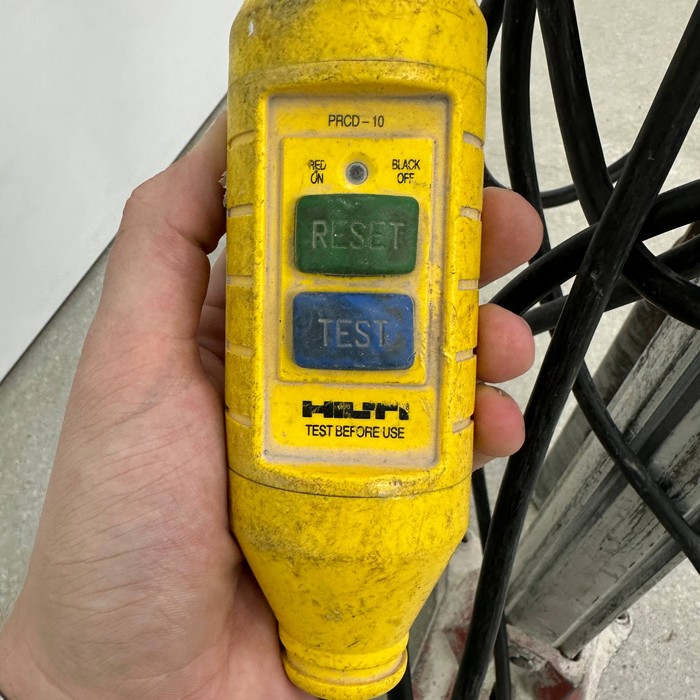 PRCD-10
RED BLACK
ON OFF
RESET
TEST
HILTI
TEST BEFORE USE